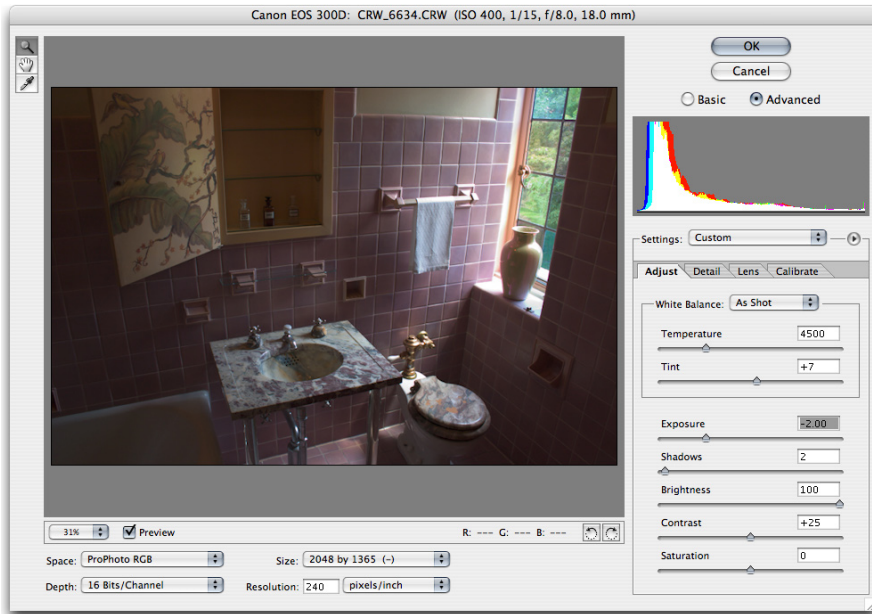 Canon EOS 300D: CRW_6634.CRW (ISO 400, 1/15, f/8.0, 18.0 mm)
OK
Cancel
Basic Advanced
Settings: Custom
Adjust Detail Lens Calibrate
White Balance: As Shot
Temperature 4500
Tint +7
Exposure -2.00
Shadows 2
Brightness 100
Contrast +25
Saturation 0
31% Preview R: --- G: --- B: ---
Space: ProPhoto RGB Size: 2048 by 1365 (-)
Depth: 16 Bits/Channel Resolution: 240 pixels/inch